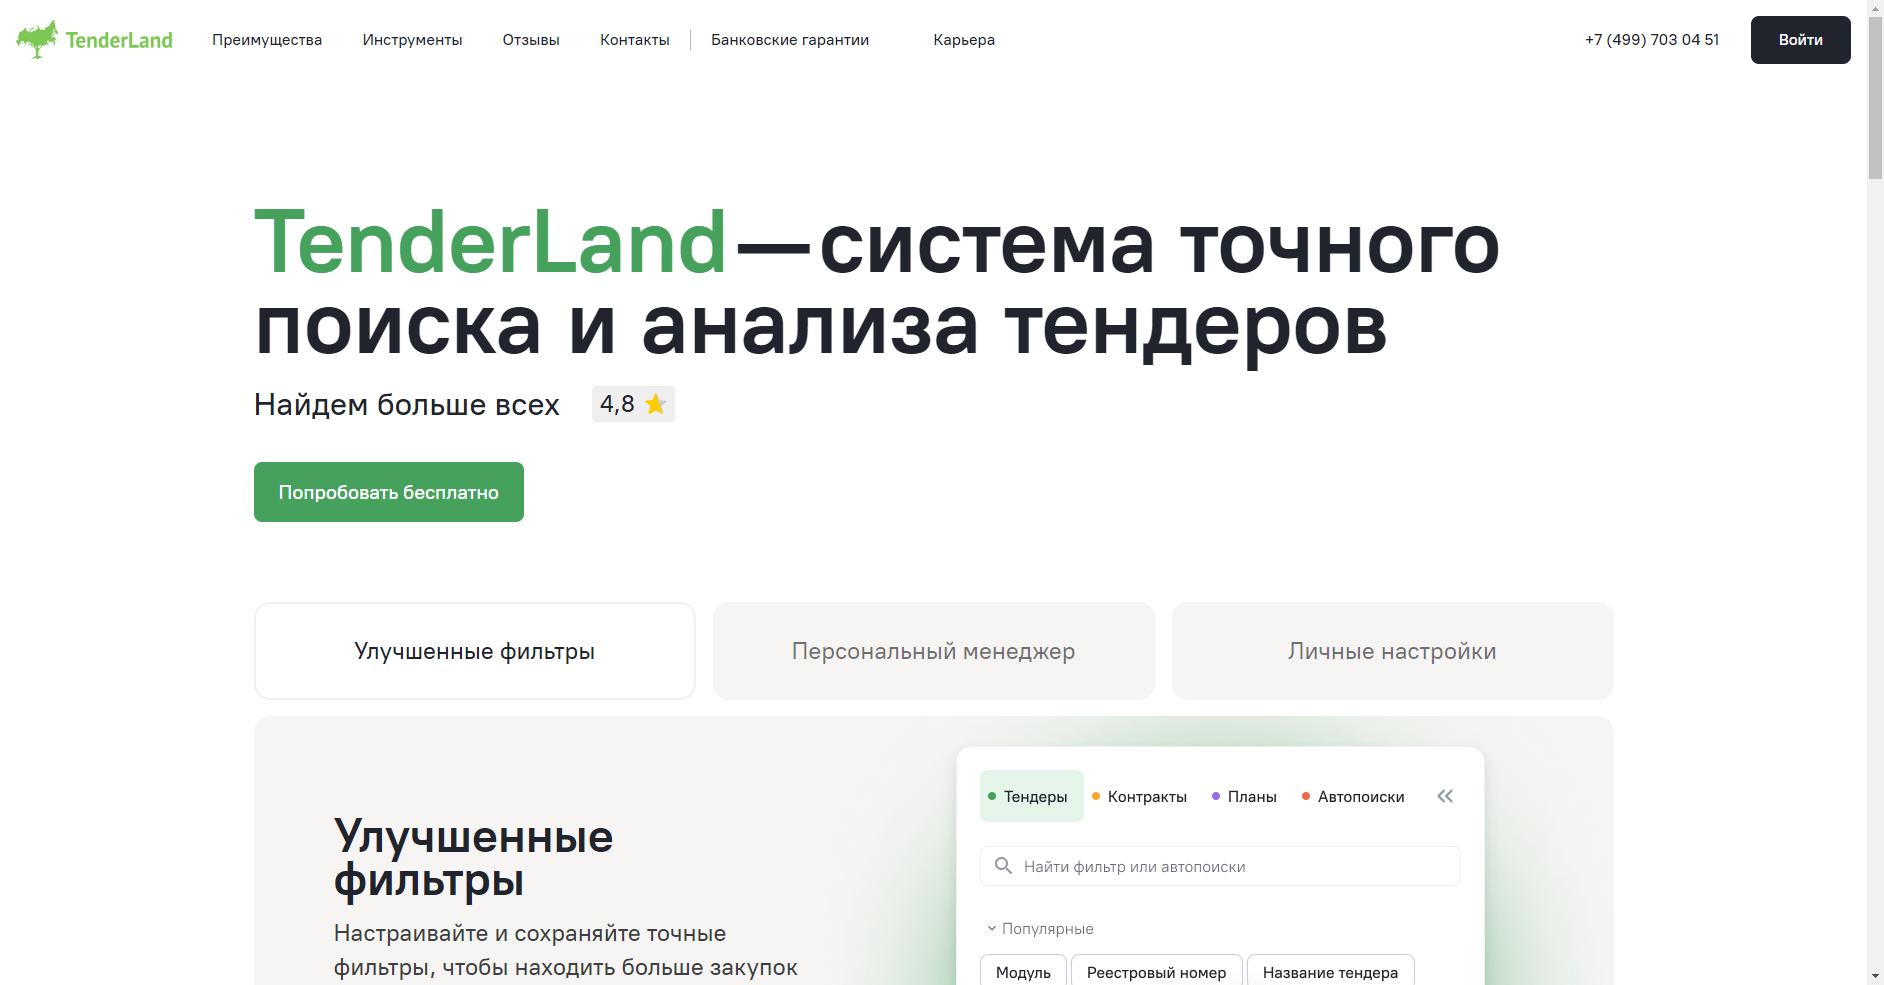 TenderLand
Преимущества
Инструменты
Отзывы
Контакты
Банковские гарантии
Карьера
+7 (499) 703 04 51
Войти
TenderLand — система точного
поиска и анализа тендеров
Найдем больше всех
4,8
Попробовать бесплатно
Улучшенные фильтры
Персональный менеджер
Личные настройки
Улучшенные
фильтры
Настраивайте и сохраняйте точные
фильтры, чтобы находить больше закупок
Тендеры
Контракты
Планы
Автопоиски
Найти фильтр или автопоиски
Популярные
Модуль
Реестровый номер
Название тендера